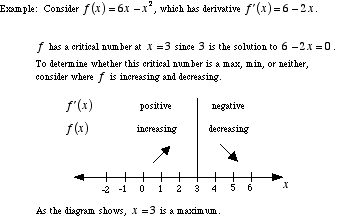 Example: Consider f(x) = 6x − x², which has derivative f′(x) = 6 − 2x.
f has a critical number at x = 3 since 3 is the solution to 6 − 2x = 0.
To determine whether this critical number is a max, min, or neither,
consider where f is increasing and decreasing.
f′(x) positive negative
f(x) increasing decreasing
-2 -1 0 1 2 3 4 5 6 x
As the diagram shows, x = 3 is a maximum.